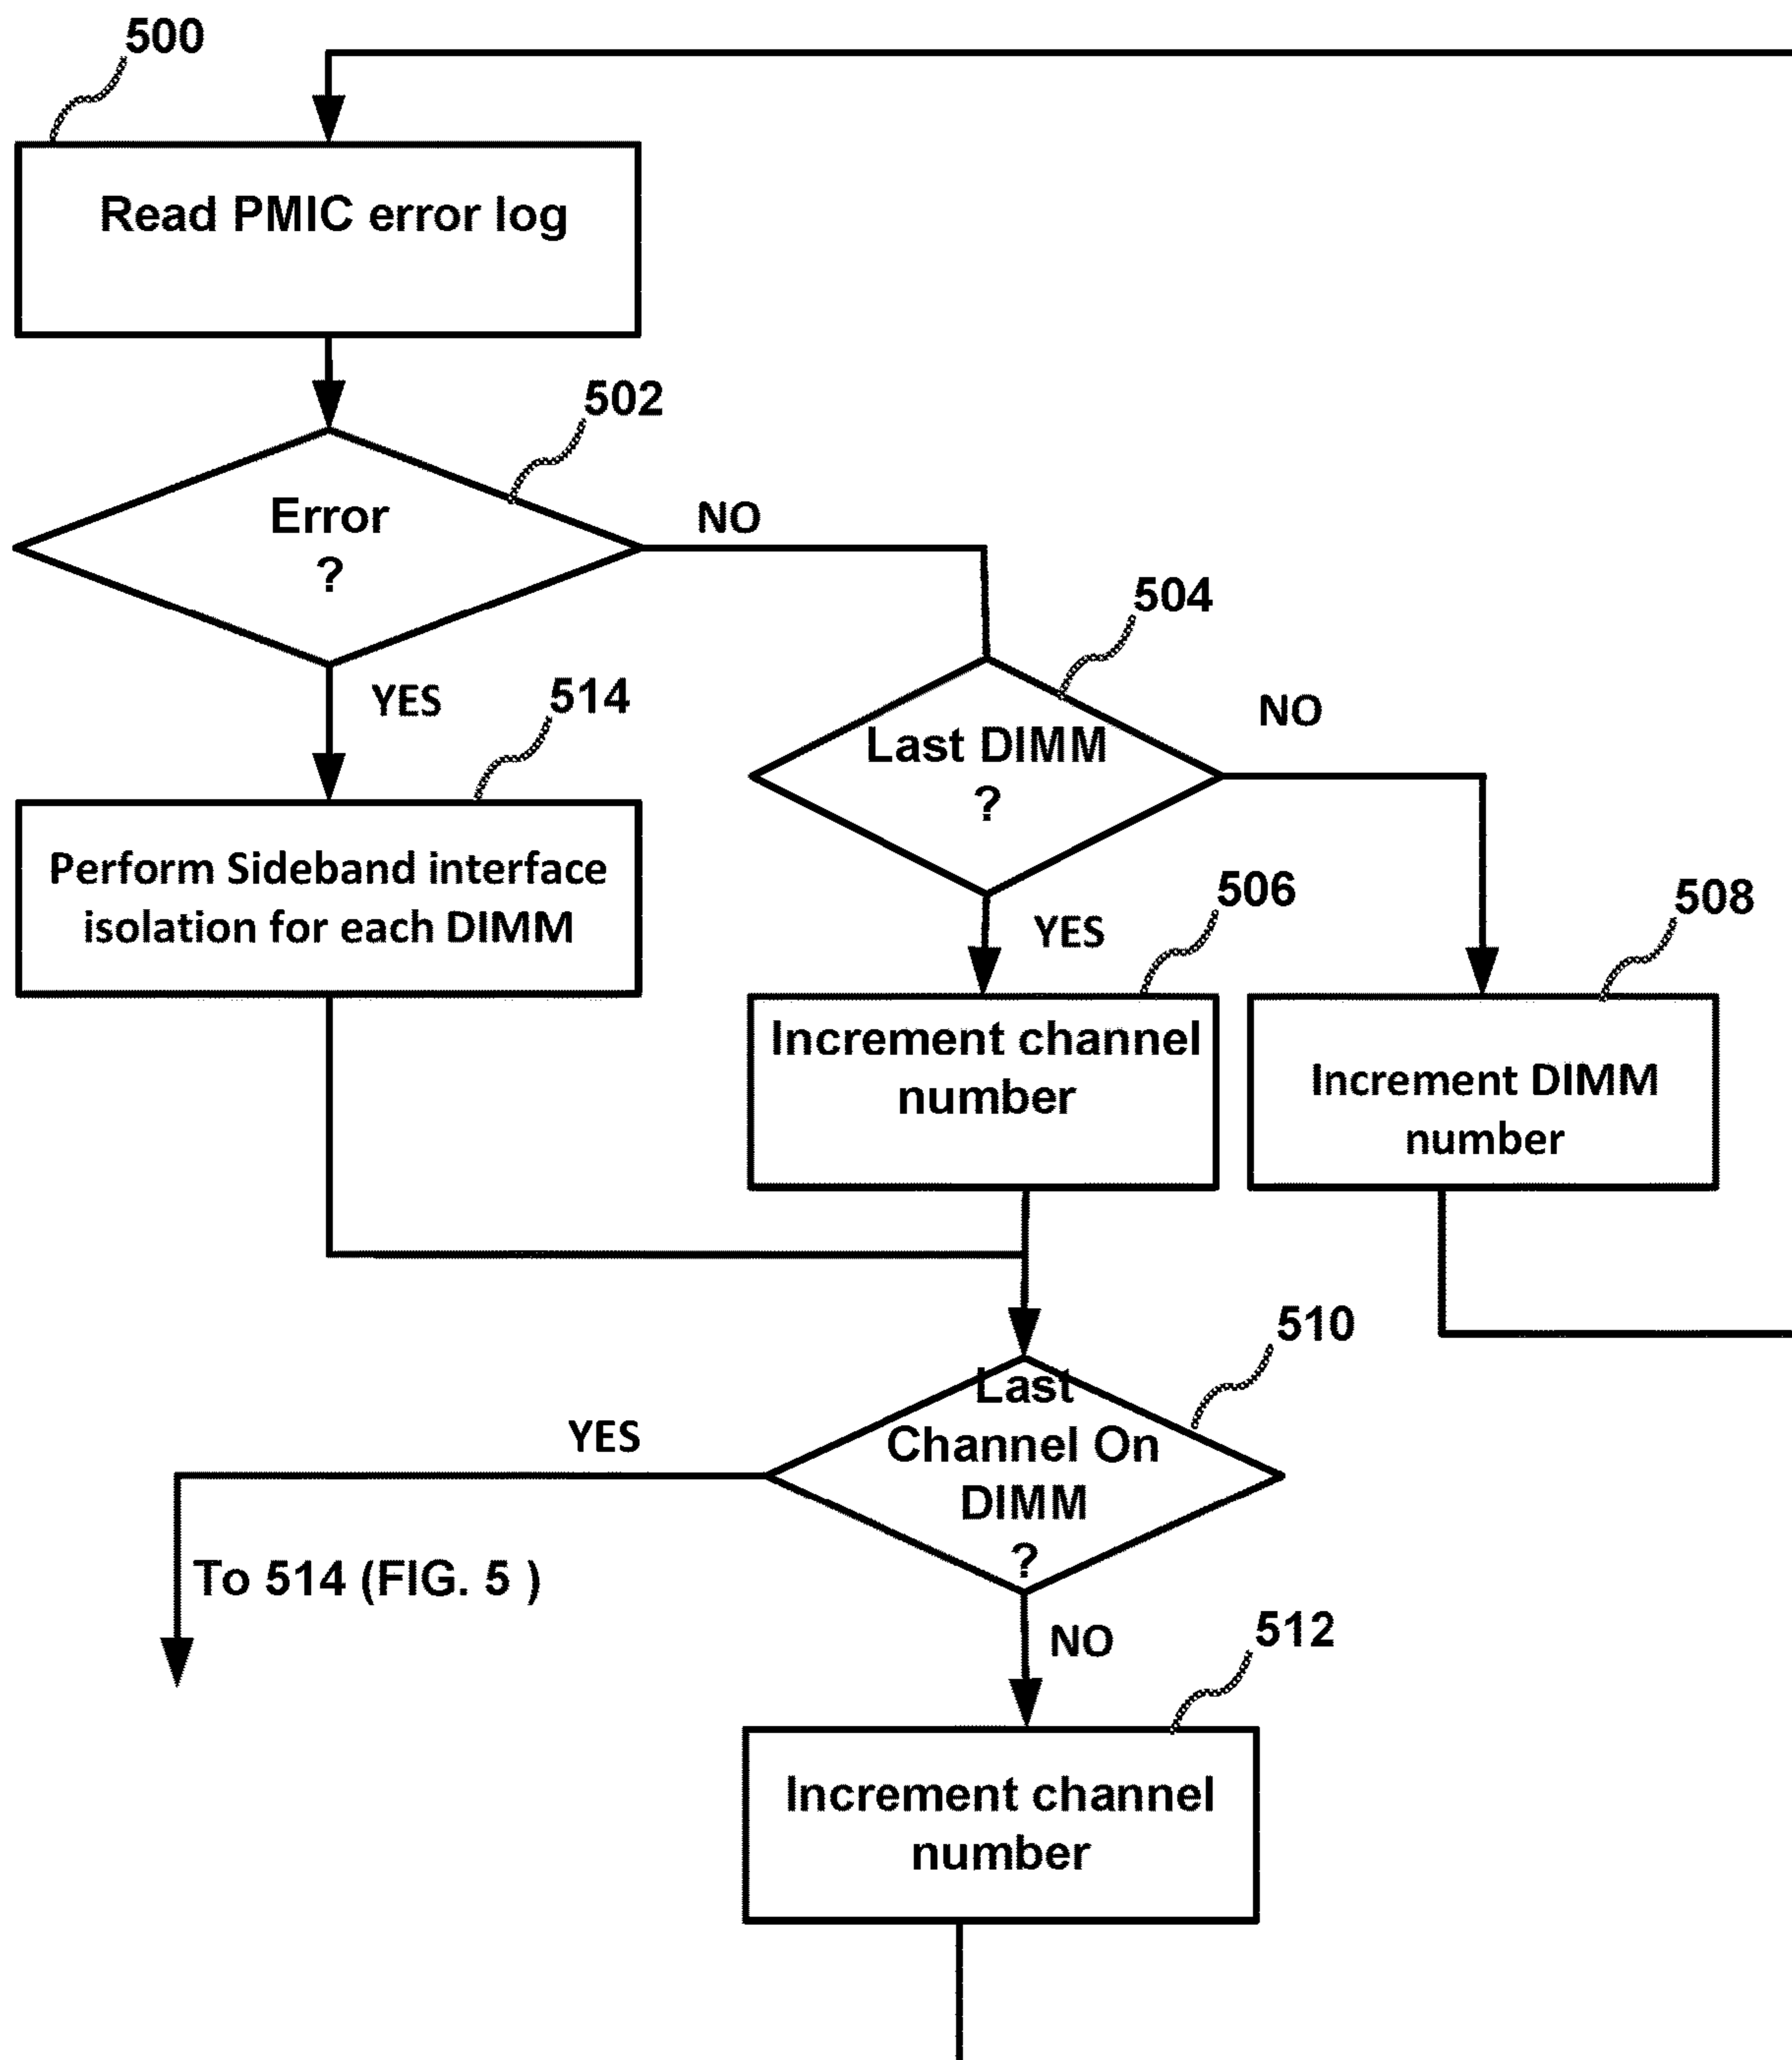 500
Read PMIC error log
502
Error
?
NO
YES
504
Last DIMM
?
NO
514
Perform Sideband interface
isolation for each DIMM
YES
506
Increment channel
number
508
Increment DIMM
number
510
Last
Channel On
DIMM
?
YES
To 514 (FIG. 5 )
NO
512
Increment channel
number